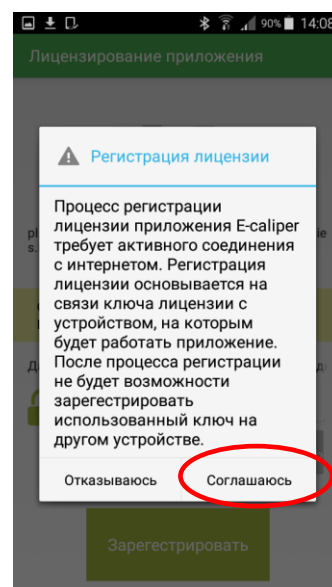 90% 14:08
Лицензирование приложения
Регистрация лицензии
Процесс регистрации
лицензии приложения E-caliper
требует активного соединения
с интернетом. Регистрация
лицензии основывается на
связи ключа лицензии с
устройством, на которым
будет работать приложение.
После процесса регистрации
не будет возможности
зарегестрировать
использованный ключ на
другом устройстве.
Отказываюсь Соглашаюсь
Зарегестрировать